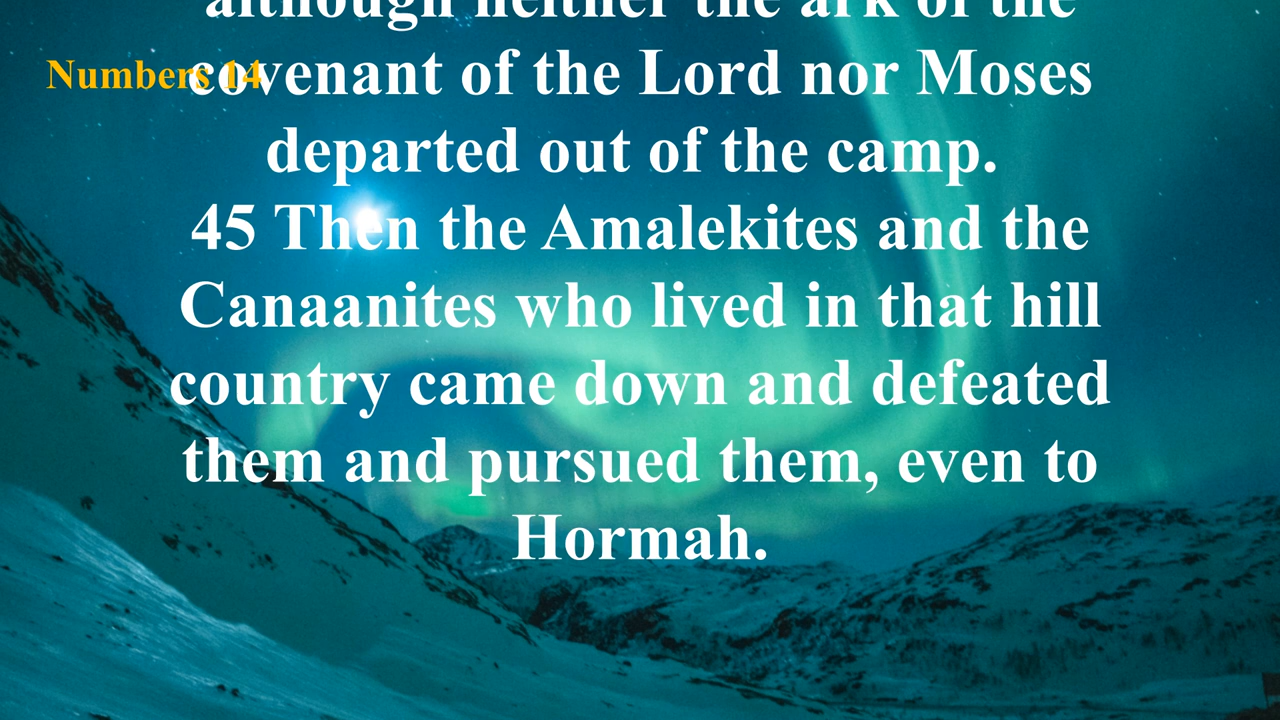 although neither the ark of the
Numbers 14
covenant of the Lord nor Moses
departed out of the camp.
45 Then the Amalekites and the
Canaanites who lived in that hill
country came down and defeated
them and pursued them, even to
Hormah.